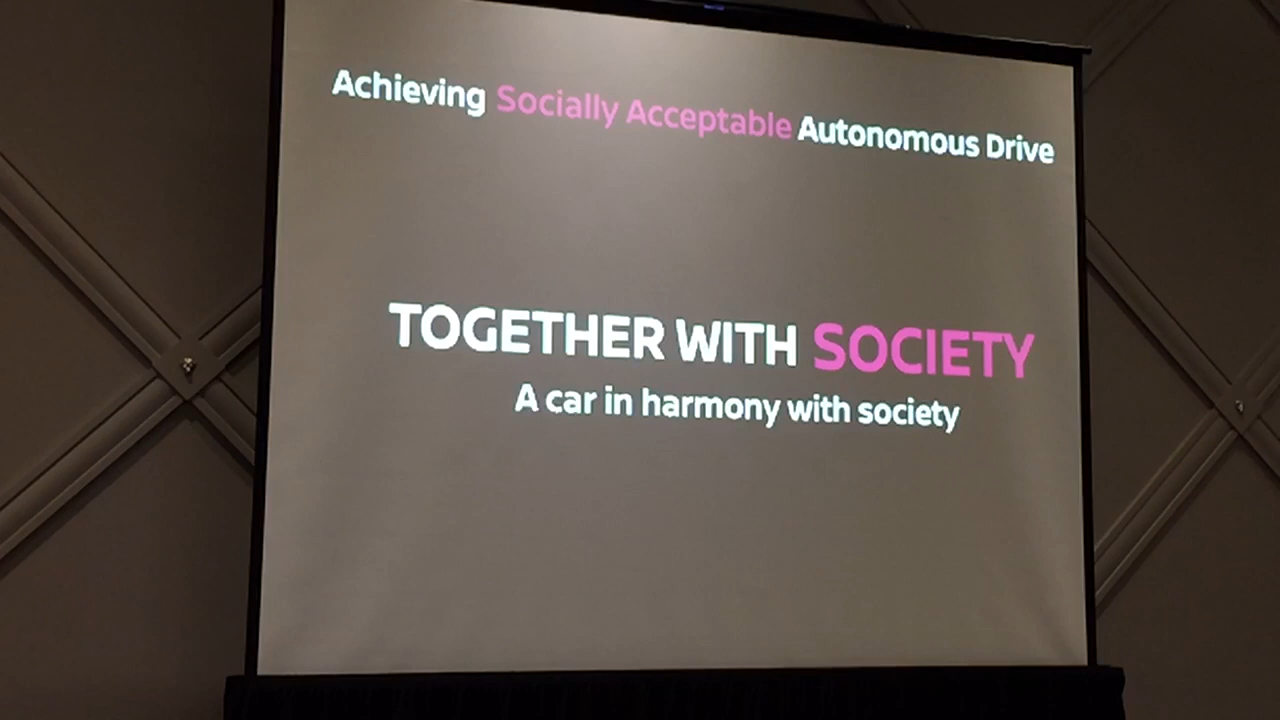 Achieving Socially Acceptable Autonomous Drive
TOGETHER WITH SOCIETY
A car in harmony with society